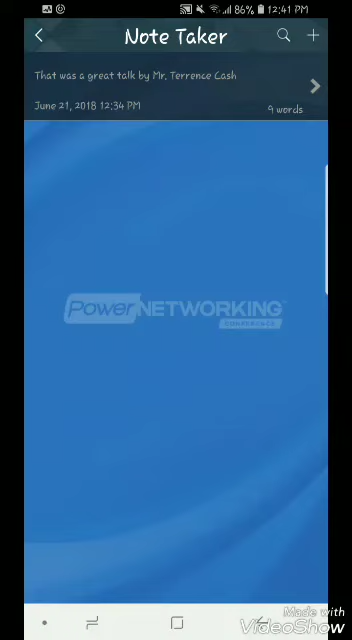 86% 12:41 PM
Note Taker
That was a great talk by Mr. Terrence Cash
June 21, 2018 12:34 PM
9 words
PowerNETWORKING
CONFERENCE
Made with
VideoShow